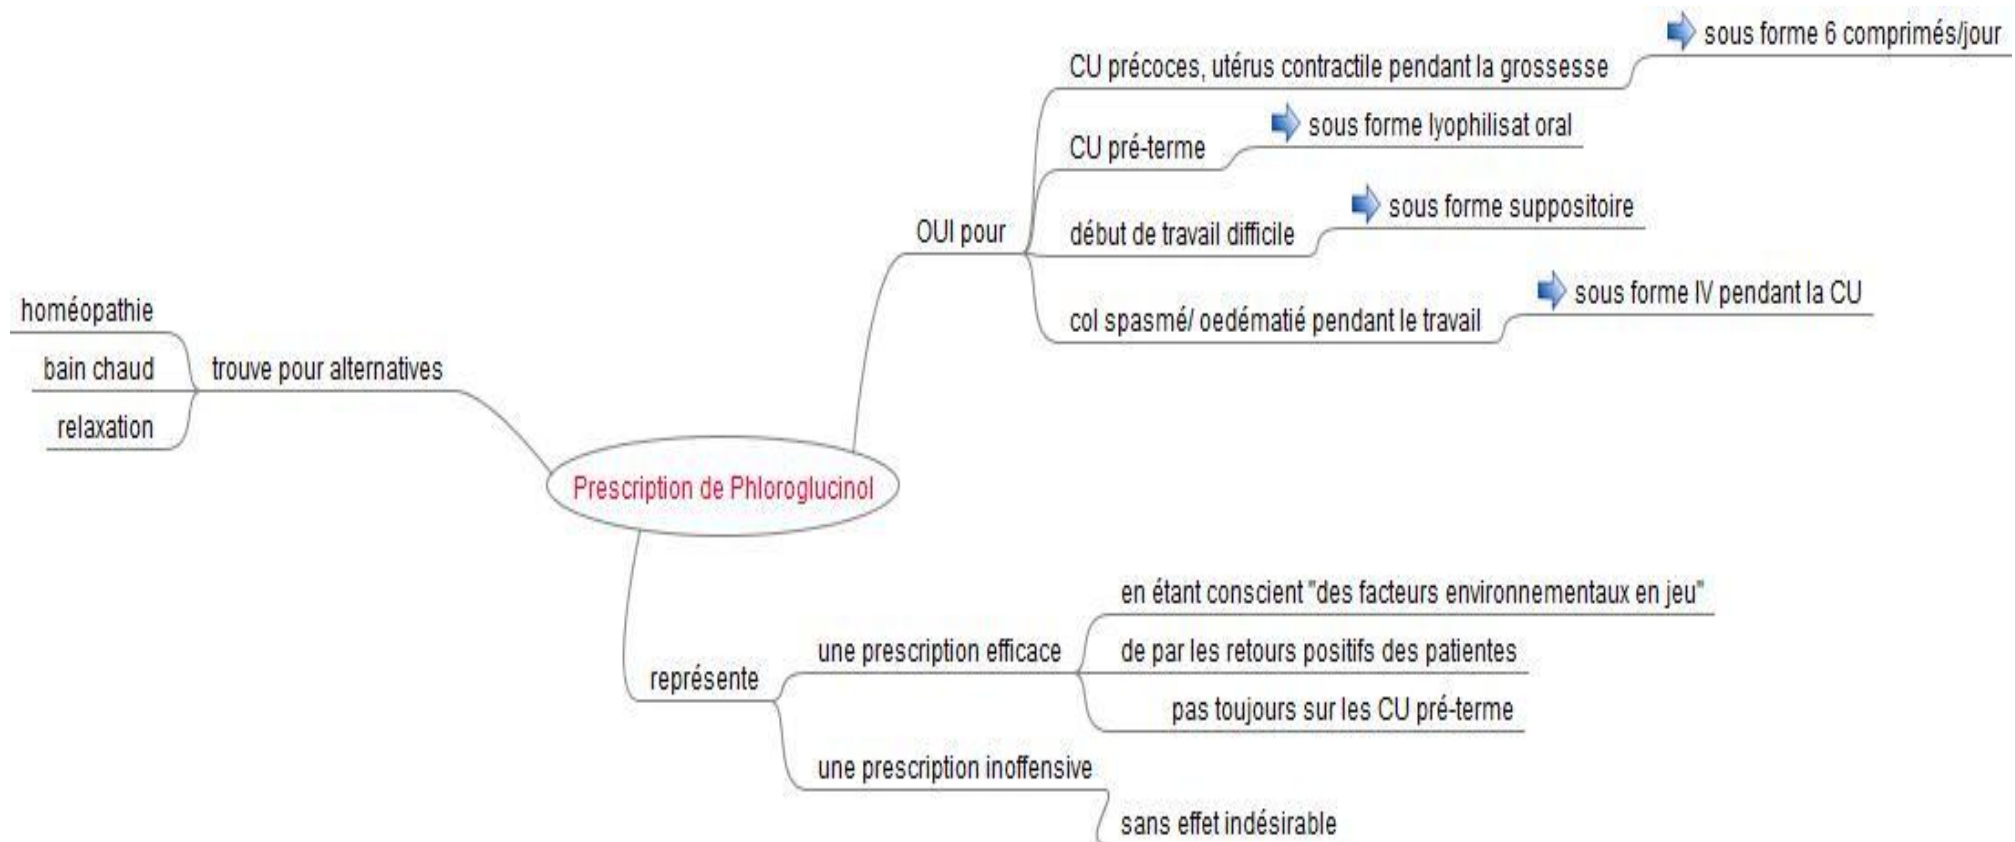 sous forme 6 comprimés/jour
CU précoces, utérus contractile pendant la grossesse
sous forme lyophilisat oral
CU pré-terme
sous forme suppositoire
OUI pour
début de travail difficile
sous forme IV pendant la CU
col spasmé/ oedématié pendant le travail
homéopathie
bain chaud
trouve pour alternatives
relaxation
Prescription de Phloroglucinol
en étant conscient "des facteurs environnementaux en jeu"
une prescription efficace
de par les retours positifs des patientes
représente
pas toujours sur les CU pré-terme
une prescription inoffensive
sans effet indésirable